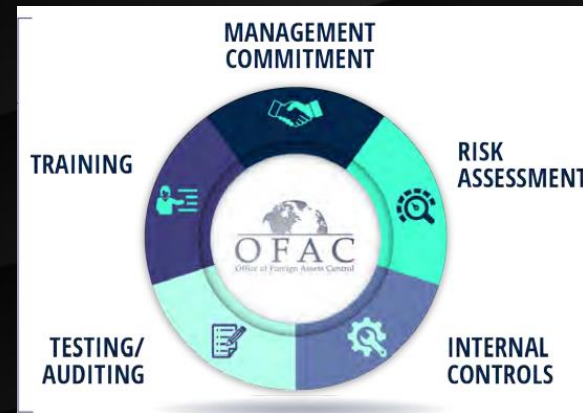 MANAGEMENT
COMMITMENT
TRAINING
RISK
ASSESSMENT
OFAC
Office of Foreign Assets Control
TESTING/
AUDITING
INTERNAL
CONTROLS